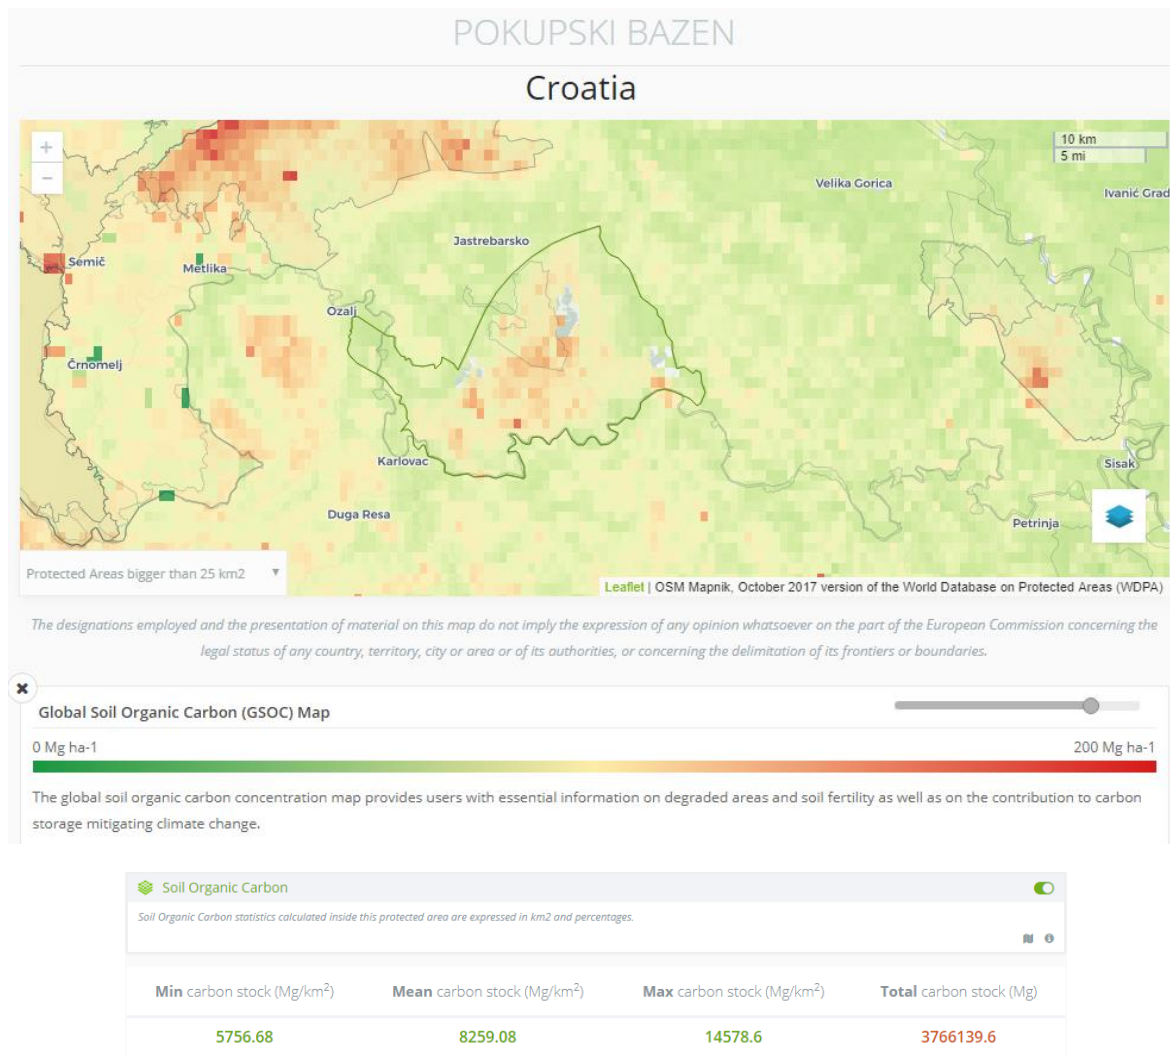 POKUPSKI BAZEN
Croatia
+
−
10 km
5 mi
Velika Gorica
Ivanić Grad
Jastrebarsko
Semič
Metlika
Ozalj
Črnomelj
Karlovac
Sisak
Duga Resa
Petrinja
Protected Areas bigger than 25 km2 ▼
Leaflet | OSM Mapnik, October 2017 version of the World Database on Protected Areas (WDPA)
The designations employed and the presentation of material on this map do not imply the expression of any opinion whatsoever on the part of the European Commission concerning the
legal status of any country, territory, city or area or of its authorities, or concerning the delimitation of its frontiers or boundaries.
Global Soil Organic Carbon (GSOC) Map
0 Mg ha-1 200 Mg ha-1
The global soil organic carbon concentration map provides users with essential information on degraded areas and soil fertility as well as on the contribution to carbon
storage mitigating climate change.
Soil Organic Carbon
Soil Organic Carbon statistics calculated inside this protected area are expressed in km2 and percentages.
Min carbon stock (Mg/km²) Mean carbon stock (Mg/km²) Max carbon stock (Mg/km²) Total carbon stock (Mg)
5756.68 8259.08 14578.6 3766139.6